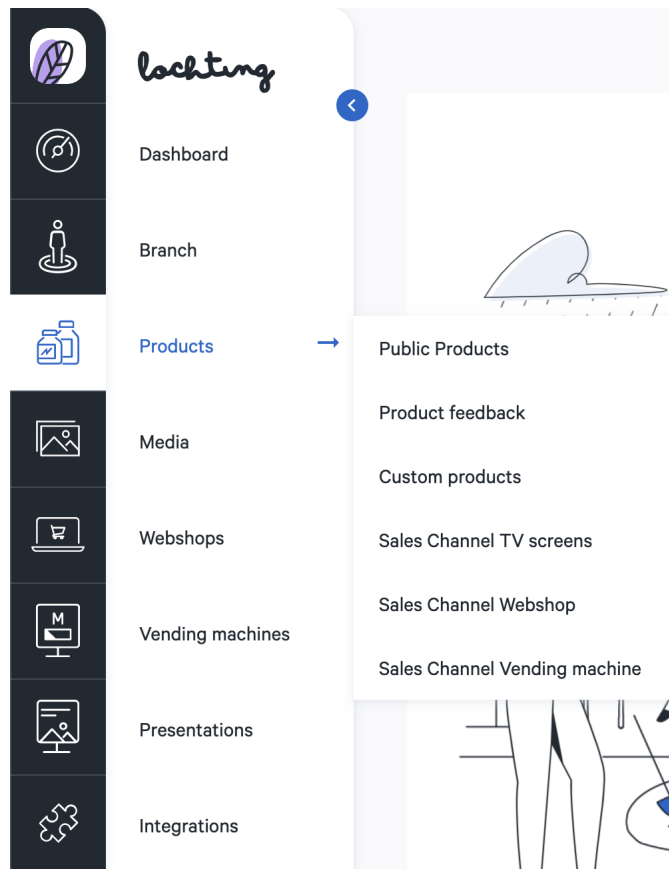 lochting
Dashboard
Branch
Products
Public Products
Product feedback
Custom products
Sales Channel TV screens
Sales Channel Webshop
Sales Channel Vending machine
Media
Webshops
M
Vending machines
Presentations
Integrations